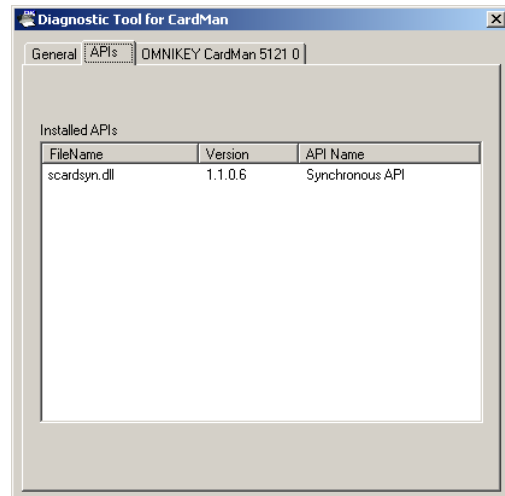 Diagnostic Tool for CardMan
General APIs OMNIKEY CardMan 5121 0
Installed APIs
FileName Version API Name
scardsyn.dll 1.1.0.6 Synchronous API